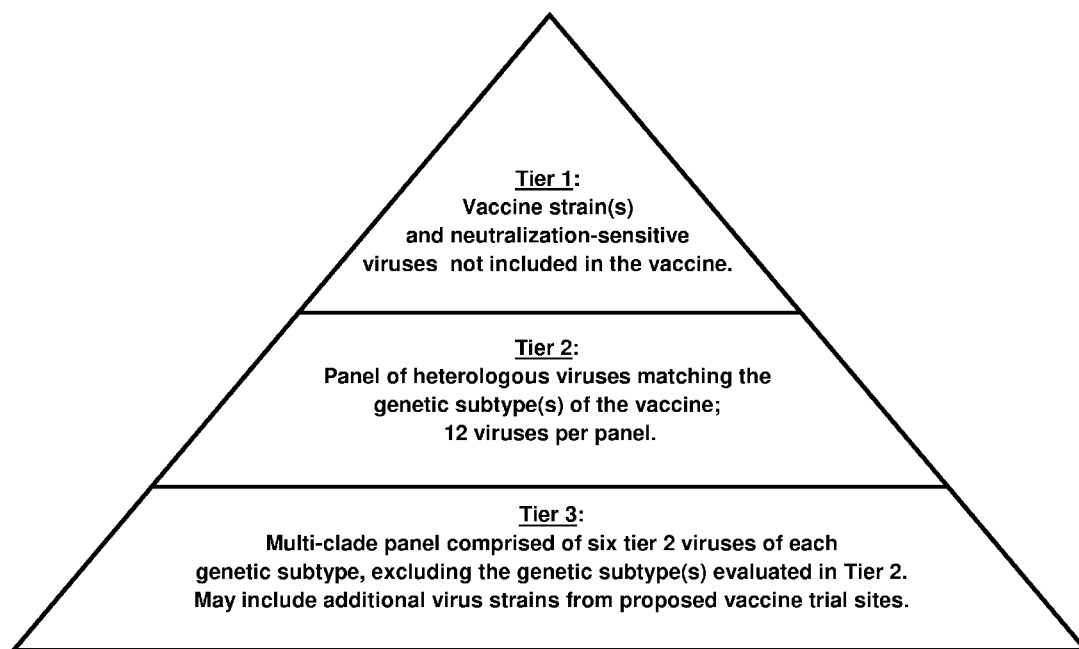 Tier 1:
Vaccine strain(s)
and neutralization-sensitive
viruses not included in the vaccine.
Tier 2:
Panel of heterologous viruses matching the
genetic subtype(s) of the vaccine;
12 viruses per panel.
Tier 3:
Multi-clade panel comprised of six tier 2 viruses of each
genetic subtype, excluding the genetic subtype(s) evaluated in Tier 2.
May include additional virus strains from proposed vaccine trial sites.